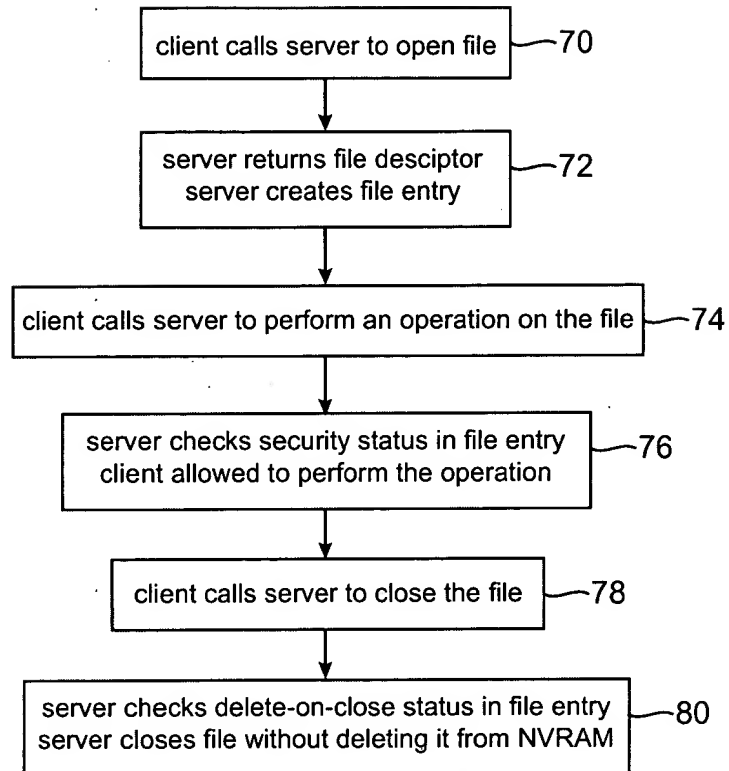 client calls server to open file 70
server returns file desciptor
server creates file entry 72
client calls server to perform an operation on the file 74
server checks security status in file entry
client allowed to perform the operation 76
client calls server to close the file 78
server checks delete-on-close status in file entry
server closes file without deleting it from NVRAM 80